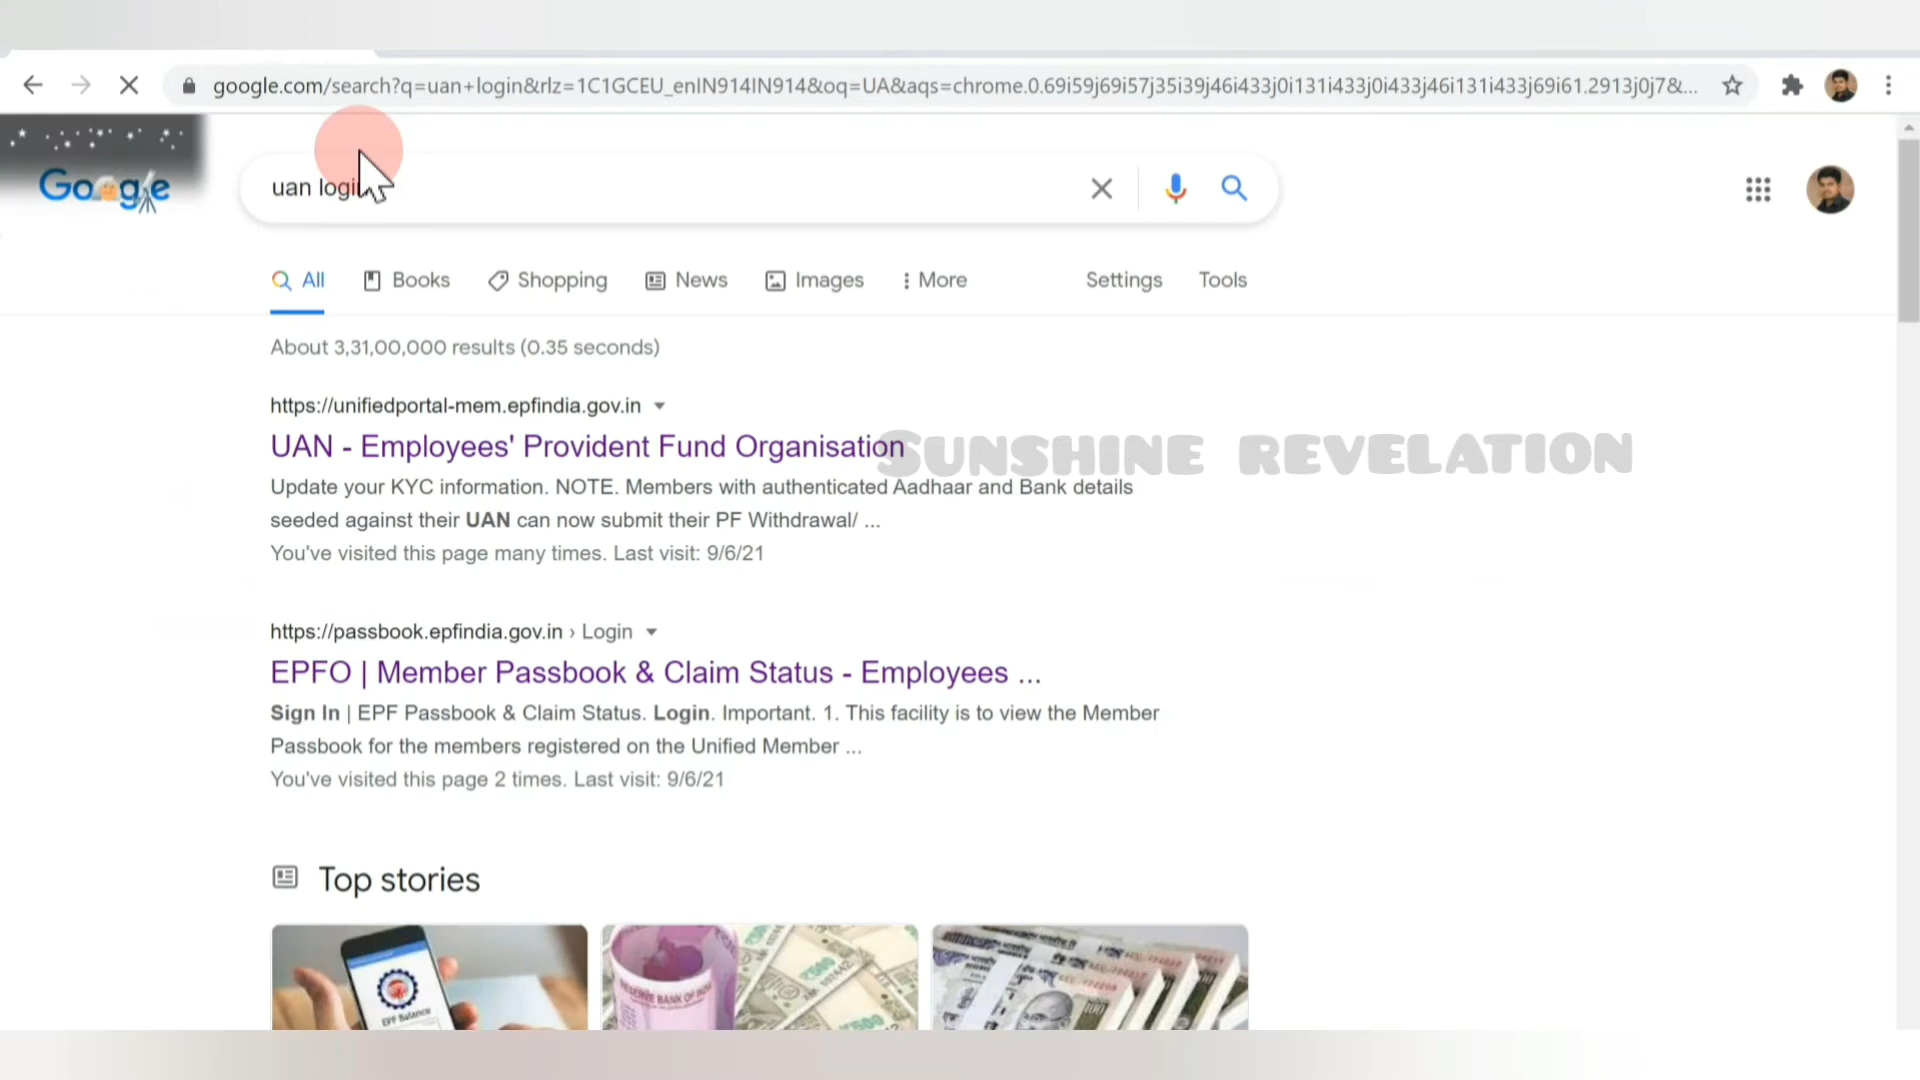 google.com/search?q=uan+login&rlz=1C1GCEU_enIN914IN914&oq=UA&aqs=chrome.0.69i59j69i57j35i39j46i433j0i131i433j0i433j46i131i433j69i61.2913j0j7&...
Google
uan login
All Books Shopping News Images More Settings Tools
About 3,31,00,000 results (0.35 seconds)
https://unifiedportal-mem.epfindia.gov.in
UAN - Employees' Provident Fund Organisation
SUNSHINE REVELATION
Update your KYC information. NOTE. Members with authenticated Aadhaar and Bank details
seeded against their UAN can now submit their PF Withdrawal/ ...
You've visited this page many times. Last visit: 9/6/21
https://passbook.epfindia.gov.in › Login
EPFO | Member Passbook & Claim Status - Employees ...
Sign In | EPF Passbook & Claim Status. Login. Important. 1. This facility is to view the Member
Passbook for the members registered on the Unified Member ...
You've visited this page 2 times. Last visit: 9/6/21
Top stories
EPF Balance
RESERVE BANK OF